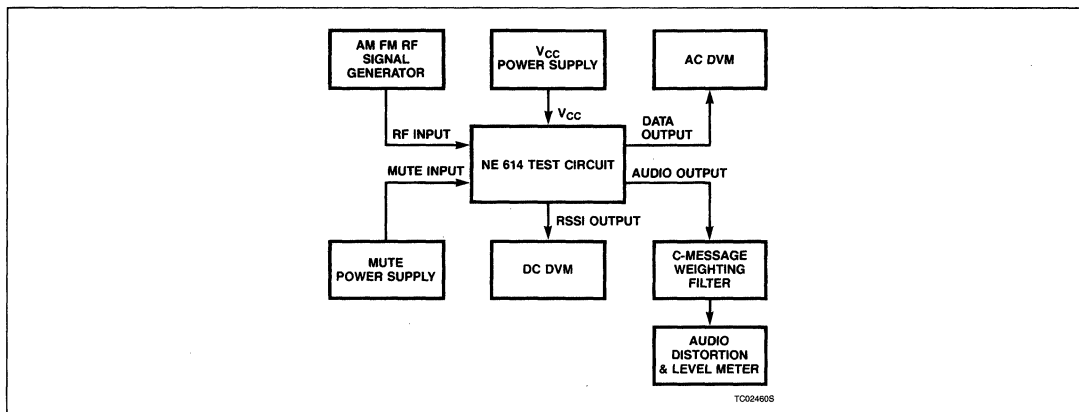 AM FM RF
SIGNAL
GENERATOR
VCC
POWER SUPPLY
AC DVM
VCC
DATA
OUTPUT
RF INPUT
NE 614 TEST CIRCUIT
MUTE INPUT
AUDIO OUTPUT
RSSI OUTPUT
MUTE
POWER SUPPLY
DC DVM
C-MESSAGE
WEIGHTING
FILTER
AUDIO
DISTORTION
& LEVEL METER
TC02460S